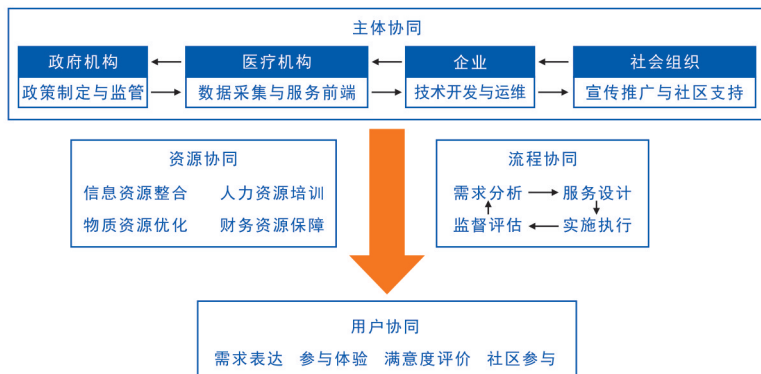 主体协同
政府机构 医疗机构 企业 社会组织
政策制定与监管 数据采集与服务前端 技术开发与运维 宣传推广与社区支持
资源协同
信息资源整合 人力资源培训
物质资源优化 财务资源保障
流程协同
需求分析 服务设计
监督评估 实施执行
用户协同
需求表达 参与体验 满意度评价 社区参与